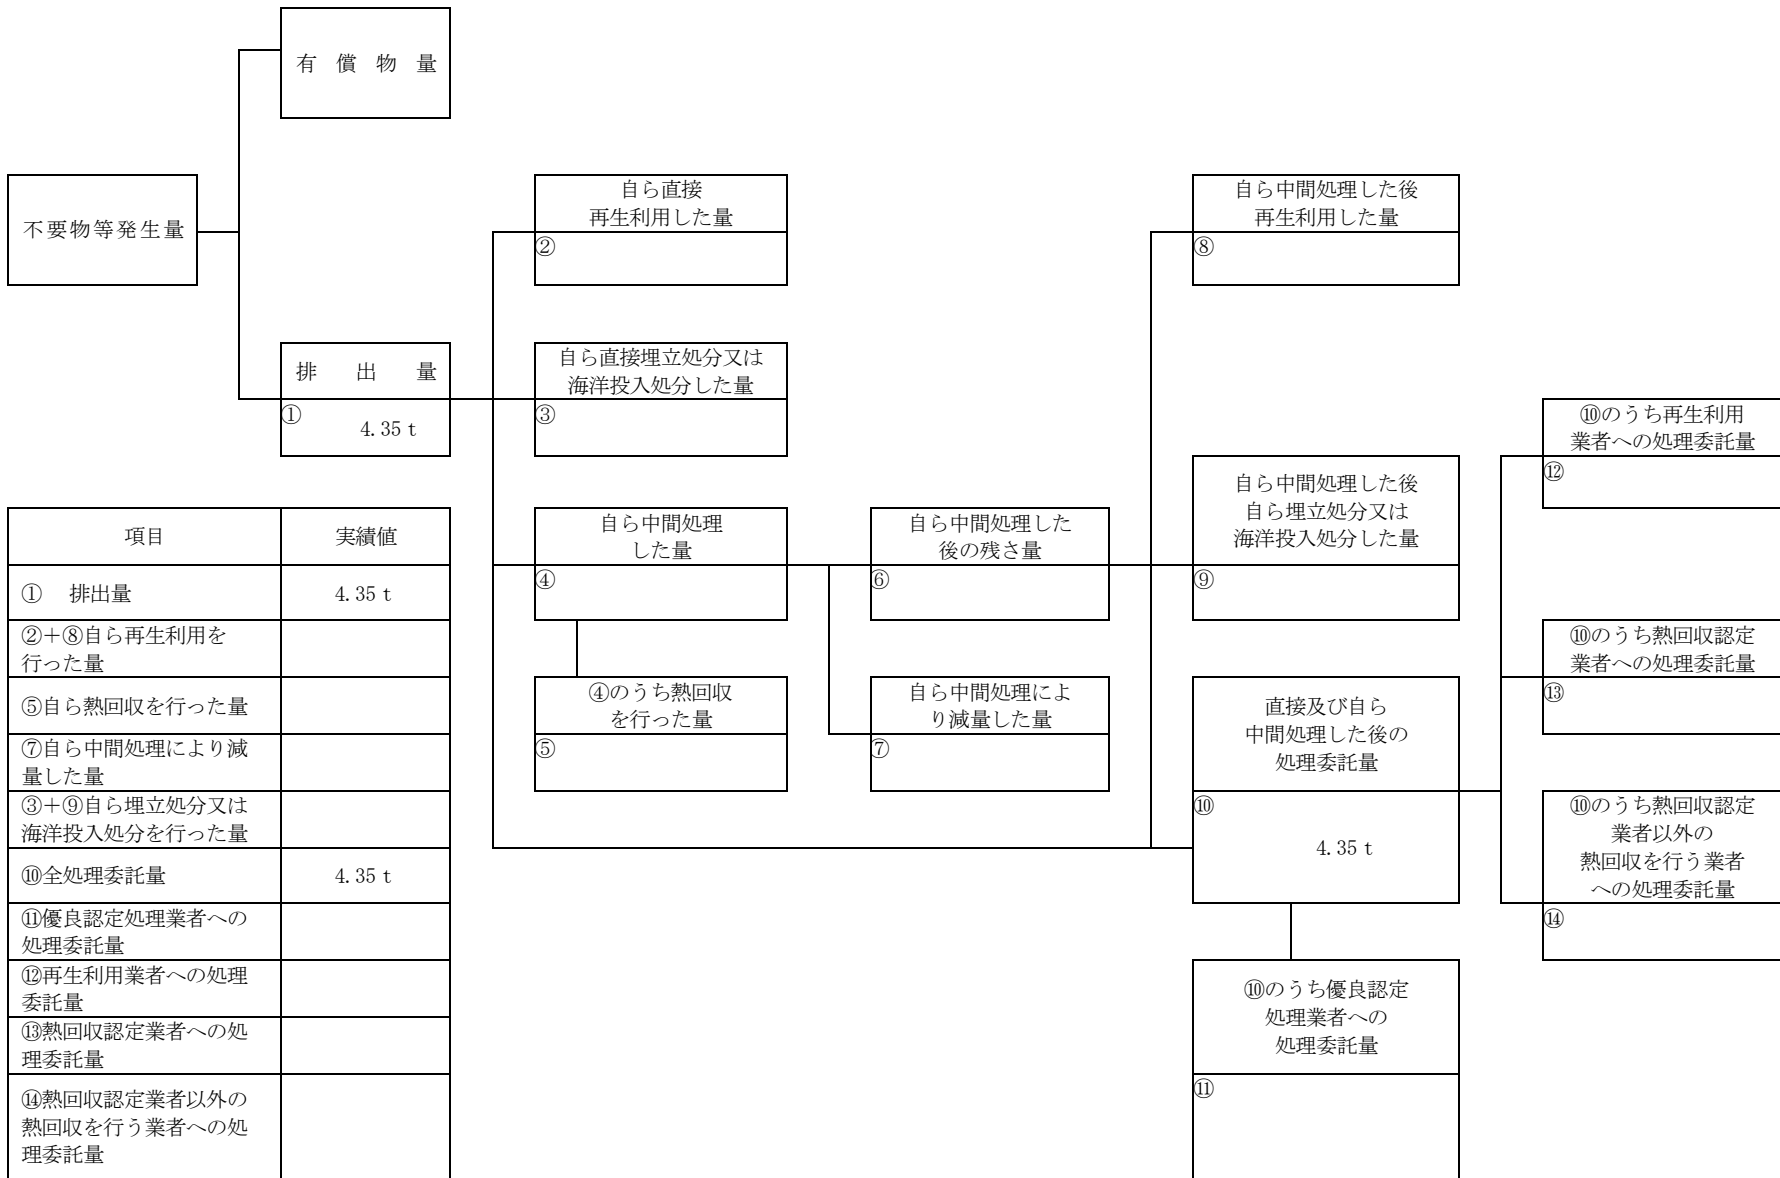 有償物量
不要物等発生量
排出量
①
4.35 t
自ら直接
再生利用した量
②
自ら直接埋立処分又は
海洋投入処分した量
③
自ら中間処理
した量
④
④のうち熱回収
を行った量
⑤
自ら中間処理した
後の残さ量
⑥
自ら中間処理によ
り減量した量
⑦
自ら中間処理した後
再生利用した量
⑧
自ら中間処理した後
自ら埋立処分又は
海洋投入処分した量
⑨
直接及び自ら
中間処理した後の
処理委託量
⑩
4.35 t
⑩のうち優良認定
処理業者への
処理委託量
⑪
⑩のうち再生利用
業者への処理委託量
⑫
⑩のうち熱回収認定
業者への処理委託量
⑬
⑩のうち熱回収認定
業者以外の
熱回収を行う業者
への処理委託量
⑭
項目 実績値
① 排出量 4.35 t
②+⑧自ら再生利用を
行った量
⑤自ら熱回収を行った量
⑦自ら中間処理により減
量した量
③+⑨自ら埋立処分又は
海洋投入処分を行った量
⑩全処理委託量 4.35 t
⑪優良認定処理業者への
処理委託量
⑫再生利用業者への処理
委託量
⑬熱回収認定業者への処
理委託量
⑭熱回収認定業者以外の
熱回収を行う業者への処
理委託量